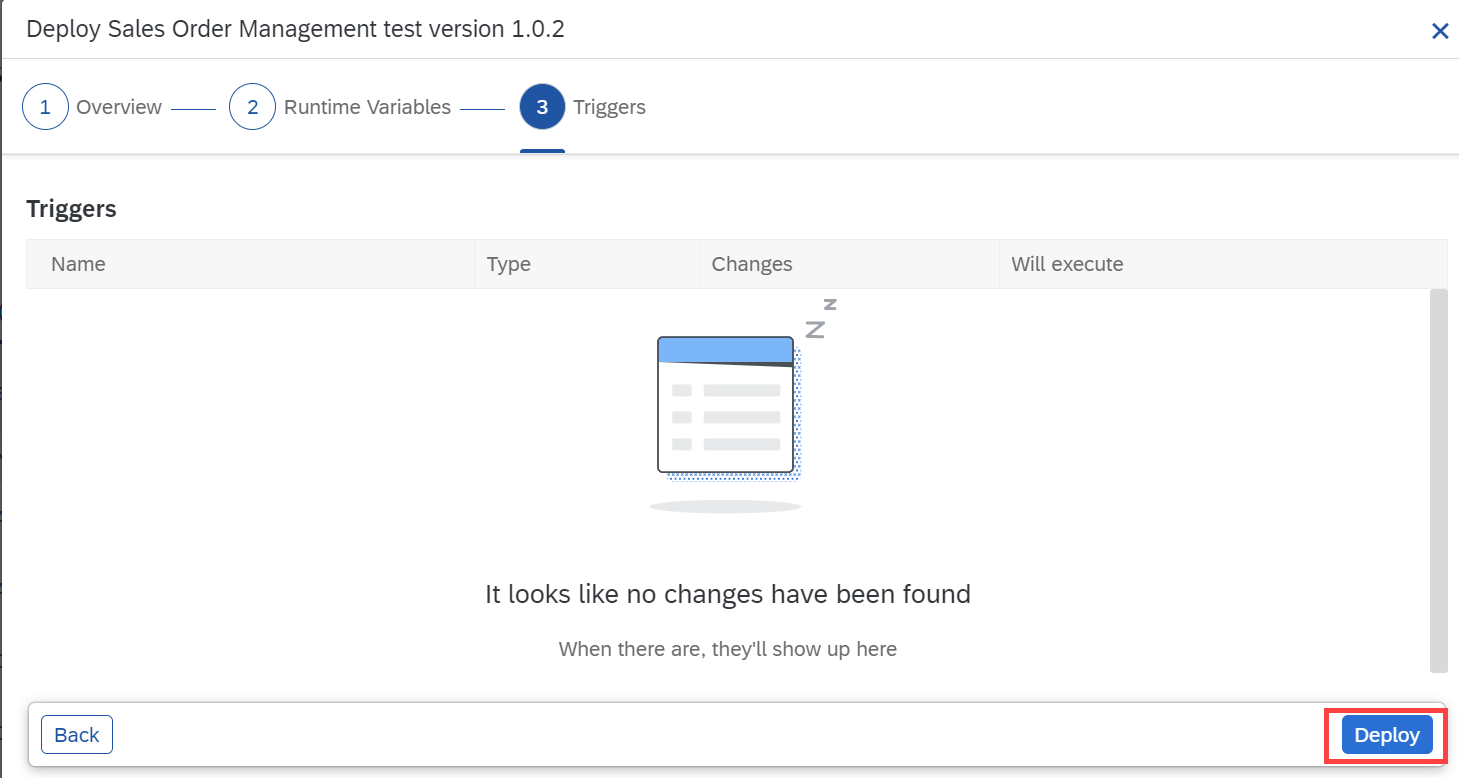 Deploy Sales Order Management test version 1.0.2
1 Overview 2 Runtime Variables 3 Triggers
Triggers
Name Type Changes Will execute
z
z
It looks like no changes have been found
When there are, they'll show up here
Back Deploy